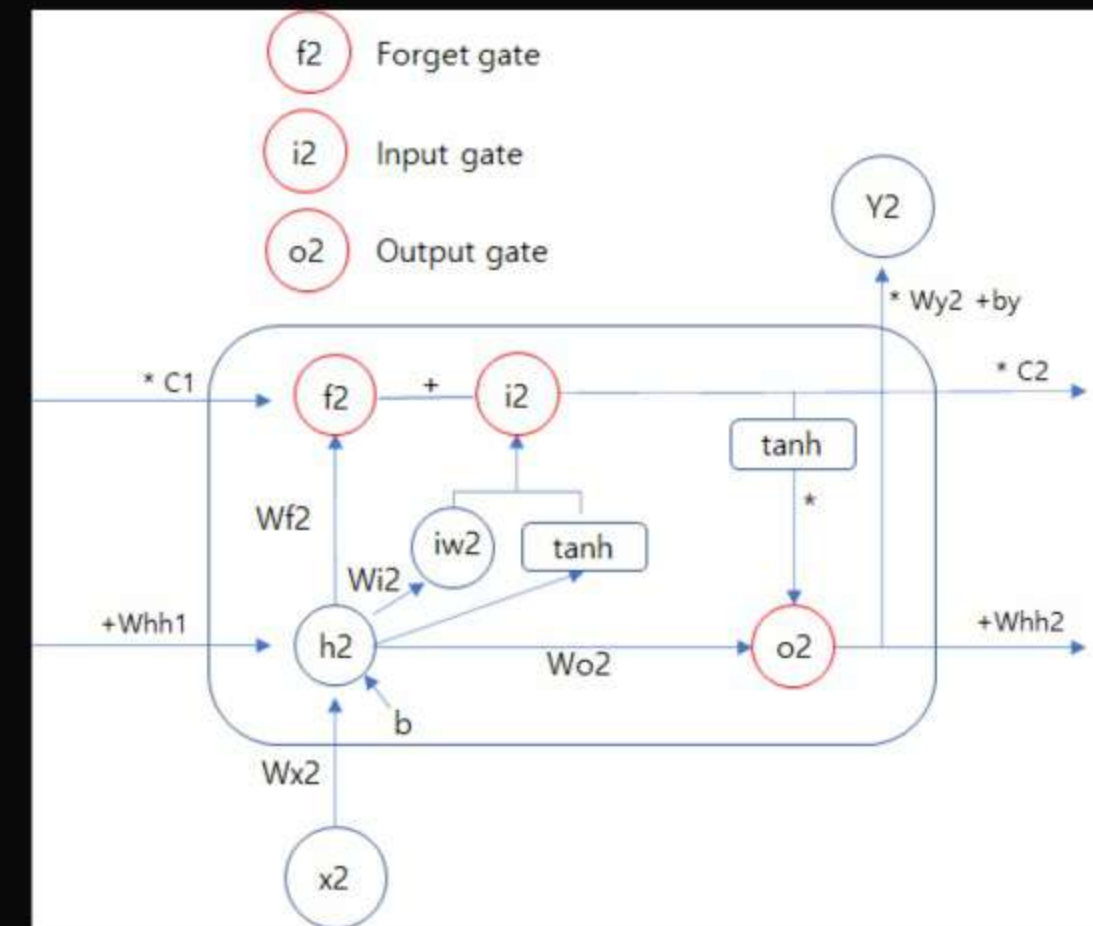 f2 Forget gate
i2 Input gate
o2 Output gate
Y2
* Wy2 +by
* C1
f2
+
i2
* C2
tanh
*
Wf2
iw2
tanh
Wi2
+Whh1
h2
Wo2
o2
+Whh2
b
Wx2
x2